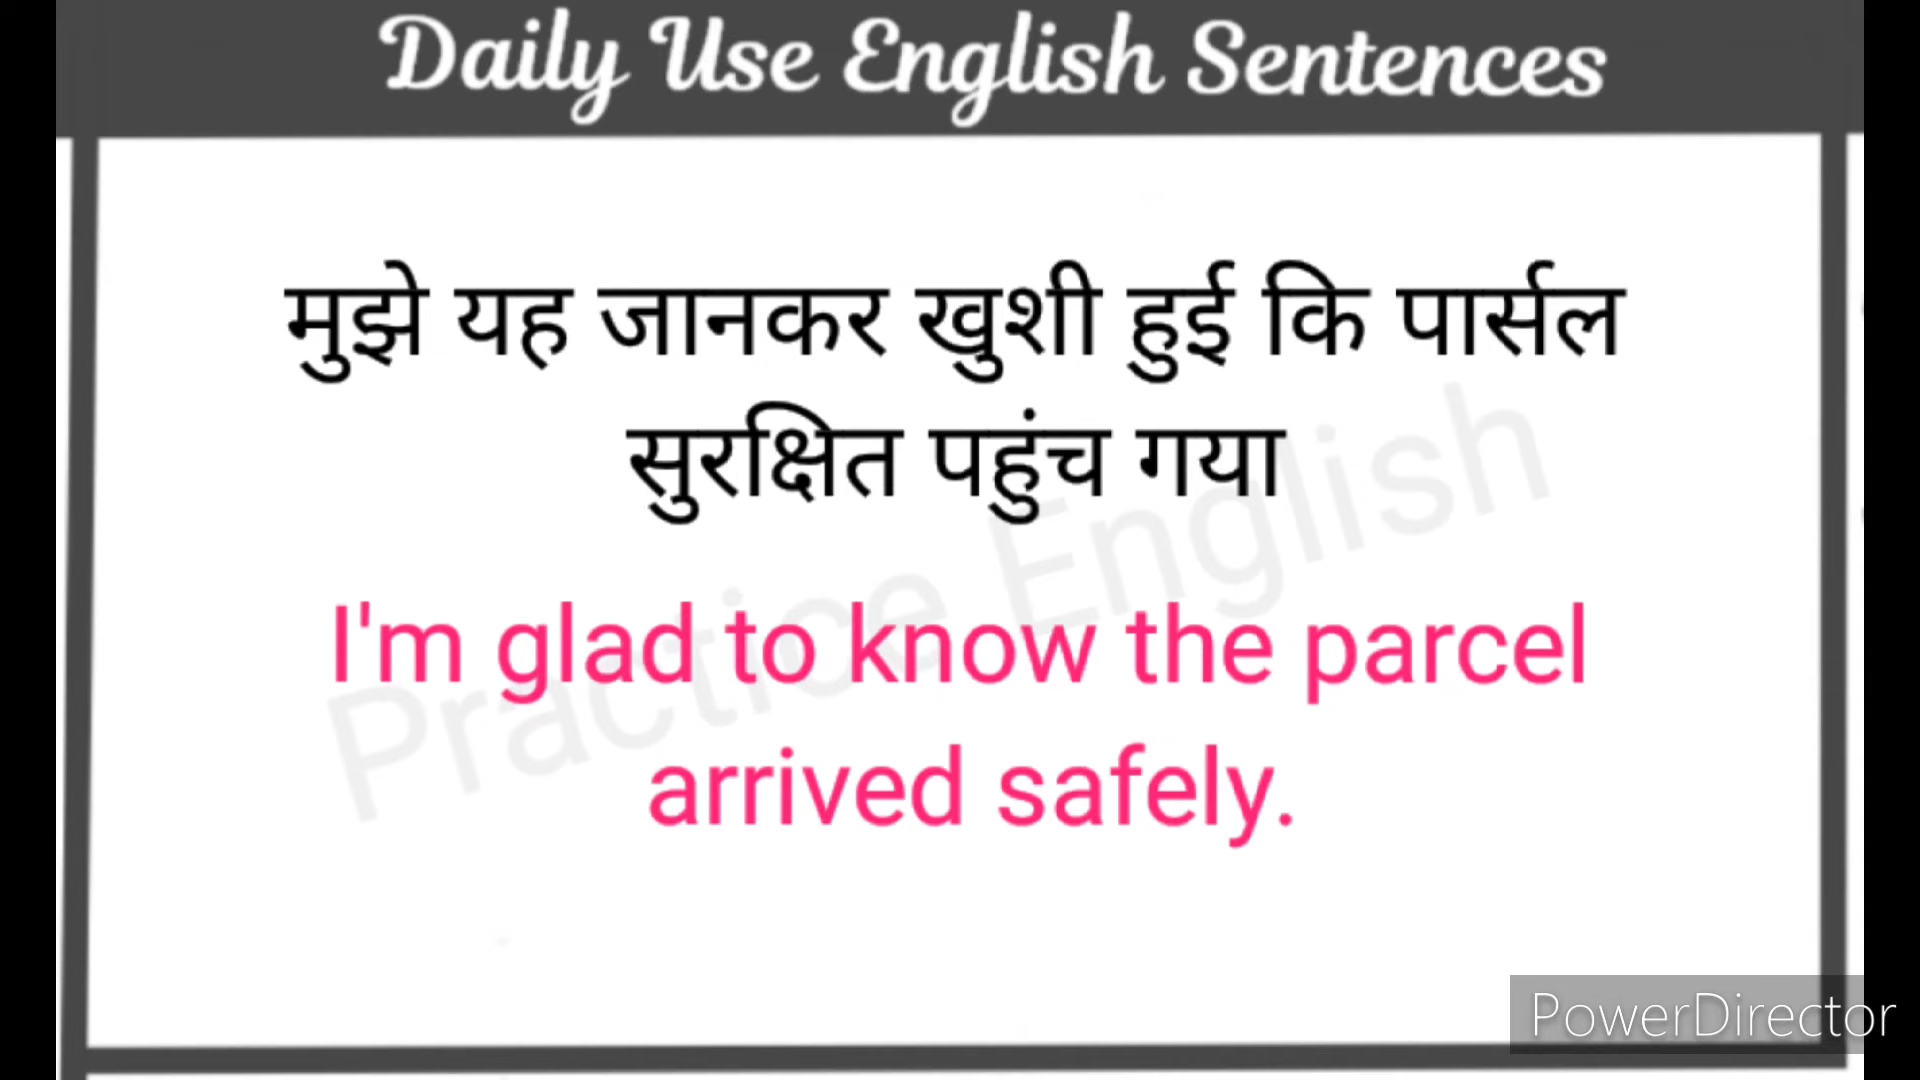 Daily Use English Sentences
मुझे यह जानकर खुशी हुई कि पार्सल
सुरक्षित पहुंच गया
Practice English
I'm glad to know the parcel
arrived safely.
PowerDirector